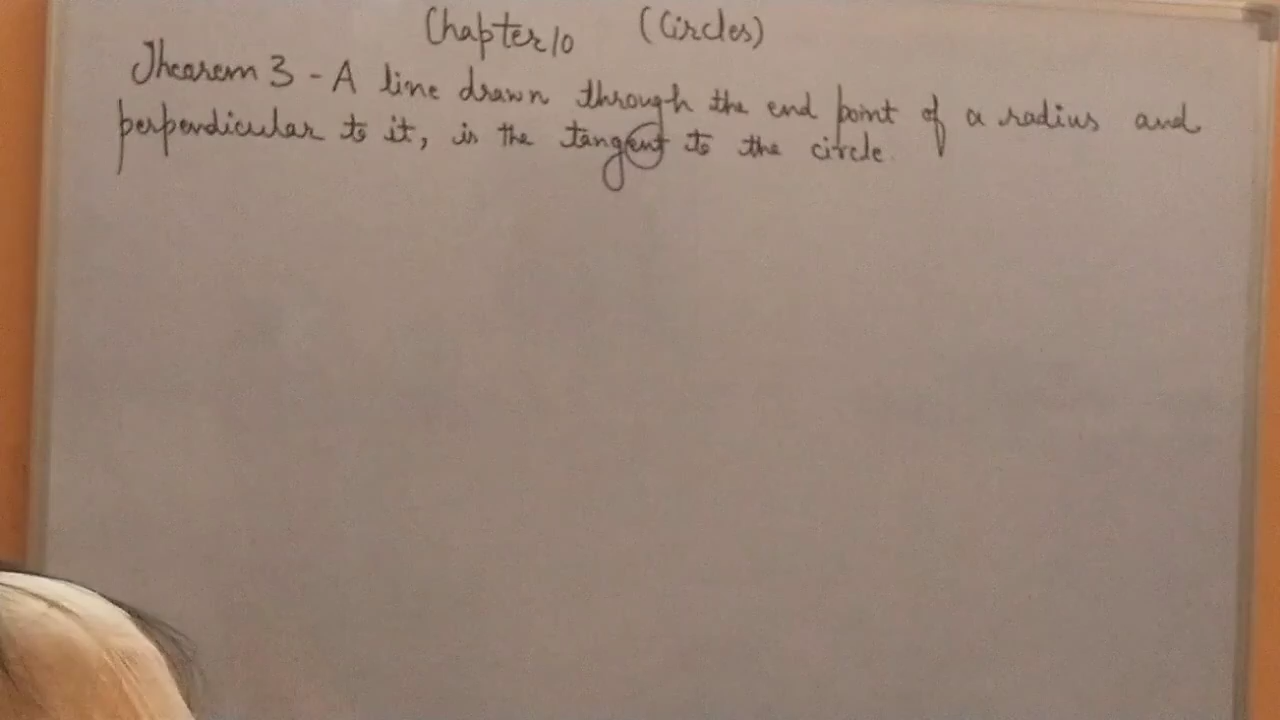 Chapter 10 (Circles)
Thearem 3 - A line drawn through the end point of a radius and
perpendicular to it, is the tangent to the circle.